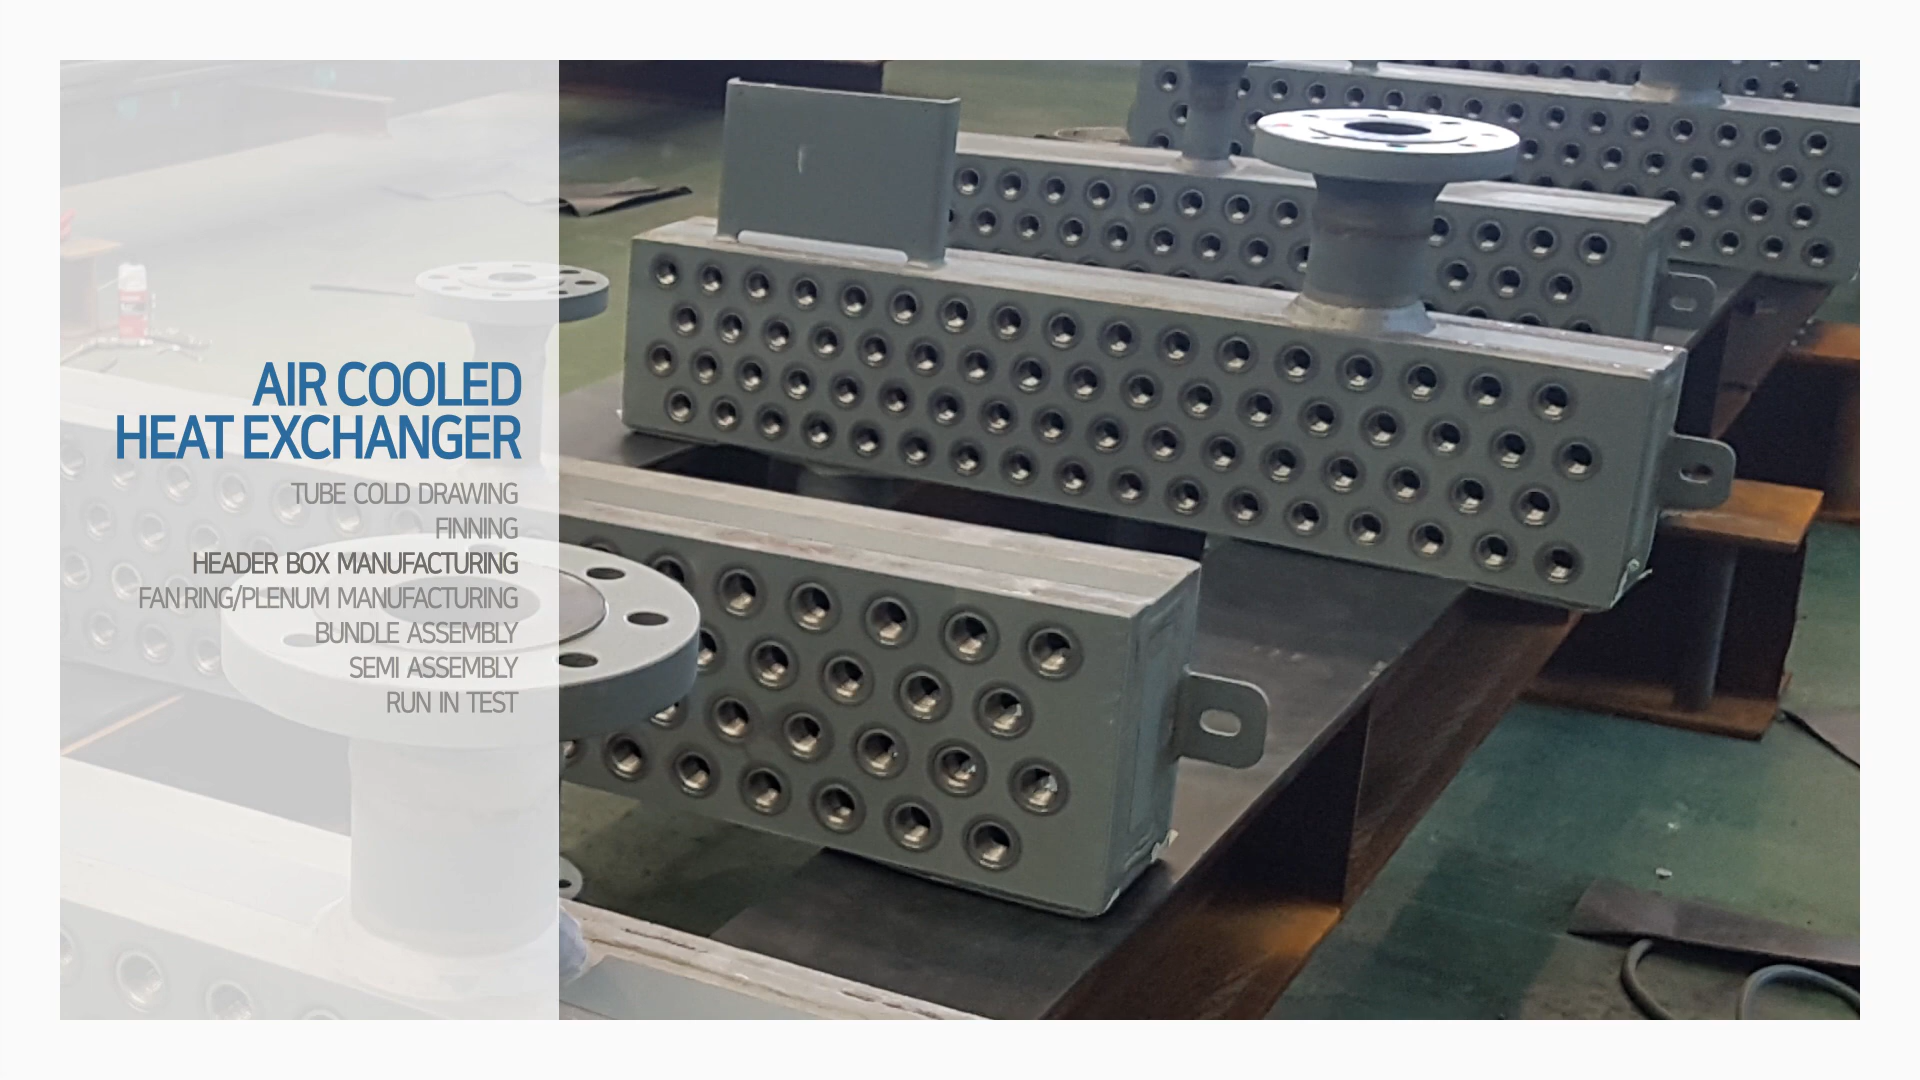 AIR COOLED
HEAT EXCHANGER
TUBE COLD DRAWING
FINNING
HEADER BOX MANUFACTURING
FAN RING/PLENUM MANUFACTURING
BUNDLE ASSEMBLY
SEMI ASSEMBLY
RUN IN TEST